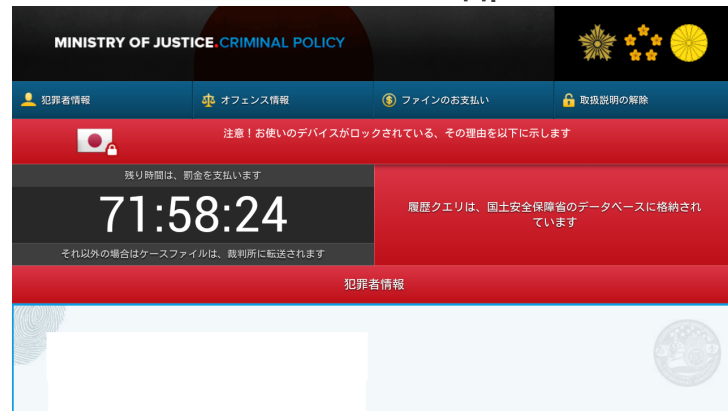 MINISTRY OF JUSTICE.CRIMINAL POLICY
犯罪者情報
オフェンス情報
ファインのお支払い
取扱説明の解除
注意！お使いのデバイスがロックされている、その理由を以下に示します
残り時間は、罰金を支払います
71:58:24
それ以外の場合はケースファイルは、裁判所に転送されます
履歴クエリは、国土安全保障省のデータベースに格納され
ています
犯罪者情報